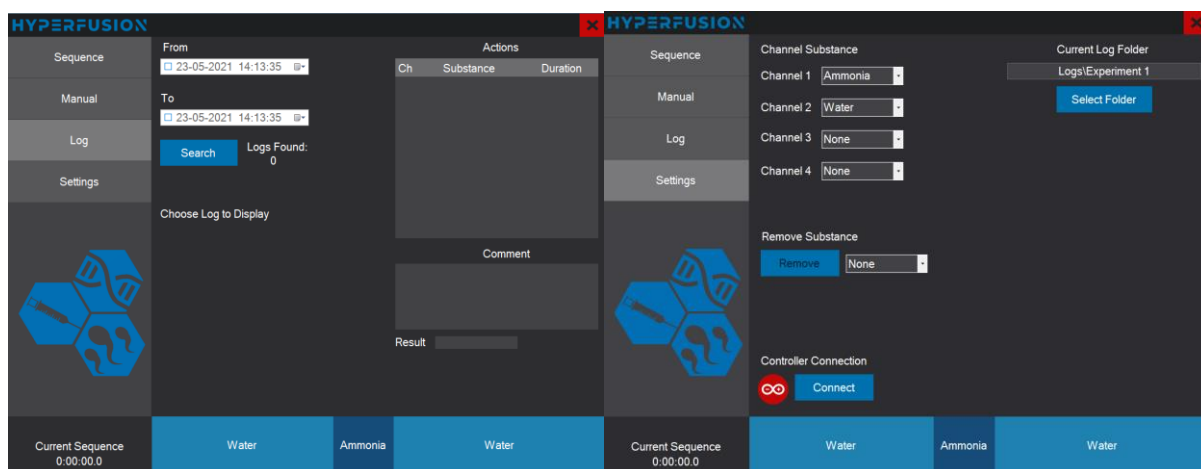 HYPERFUSION
Sequence
Manual
Log
Settings
From
23-05-2021 14:13:35
To
23-05-2021 14:13:35
Search
Logs Found:
0
Choose Log to Display
Actions
Ch Substance Duration
Comment
Result
Current Sequence
0:00:00.0
Water Ammonia Water
HYPERFUSION
Sequence
Manual
Log
Settings
Channel Substance
Channel 1 Ammonia
Channel 2 Water
Channel 3 None
Channel 4 None
Remove Substance
Remove None
Controller Connection
Connect
Current Log Folder
Logs\Experiment 1
Select Folder
Current Sequence
0:00:00.0
Water Ammonia Water